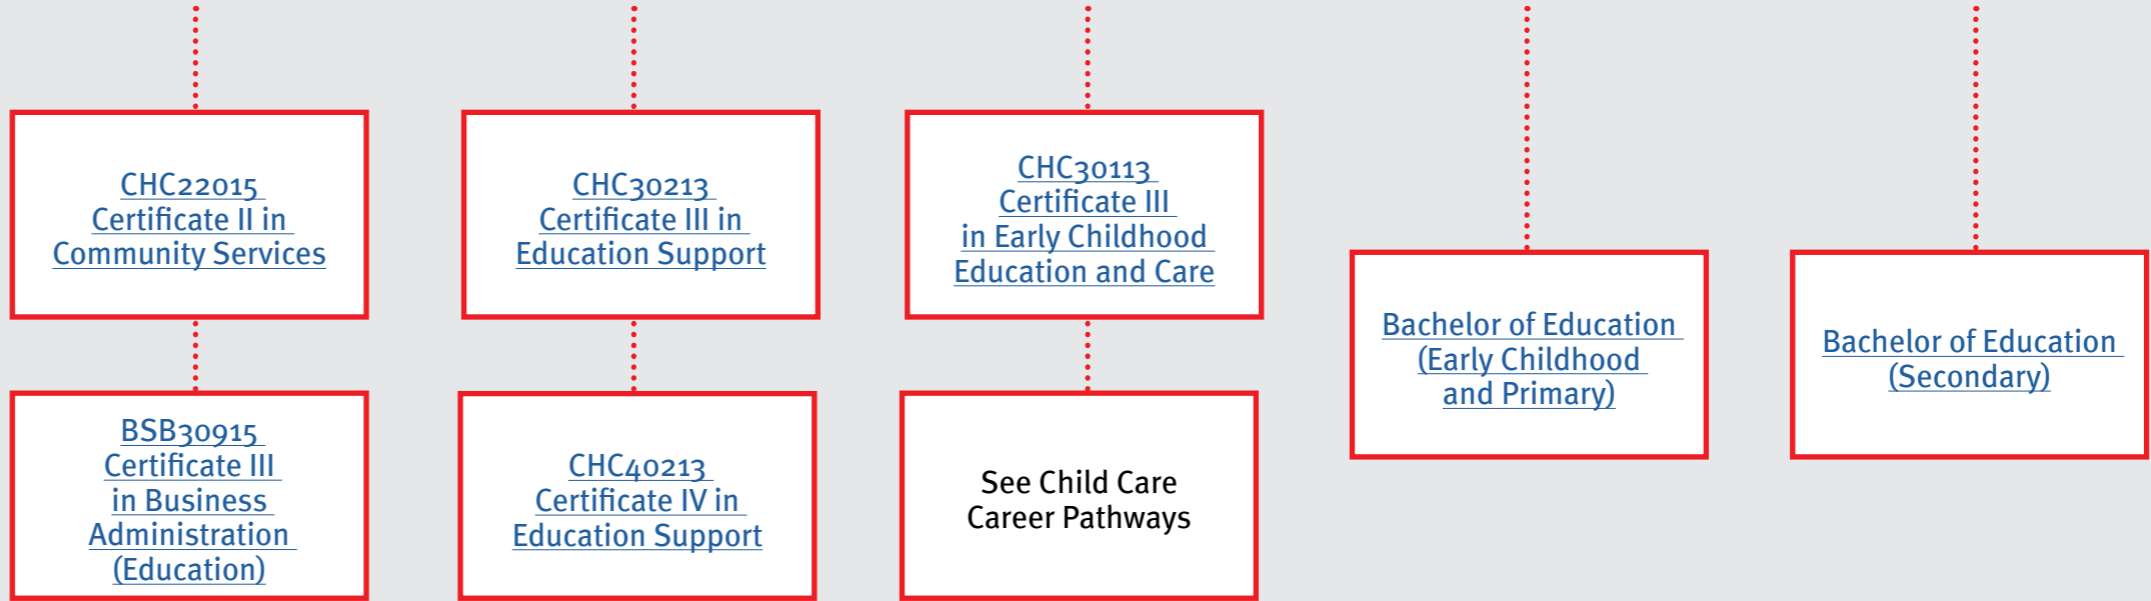 CHC22015
Certificate II in
Community Services
CHC30213
Certificate III in
Education Support
CHC30113
Certificate III
in Early Childhood
Education and Care
Bachelor of Education
(Early Childhood
and Primary)
Bachelor of Education
(Secondary)
BSB30915
Certificate III
in Business
Administration
(Education)
CHC40213
Certificate IV in
Education Support
See Child Care
Career Pathways